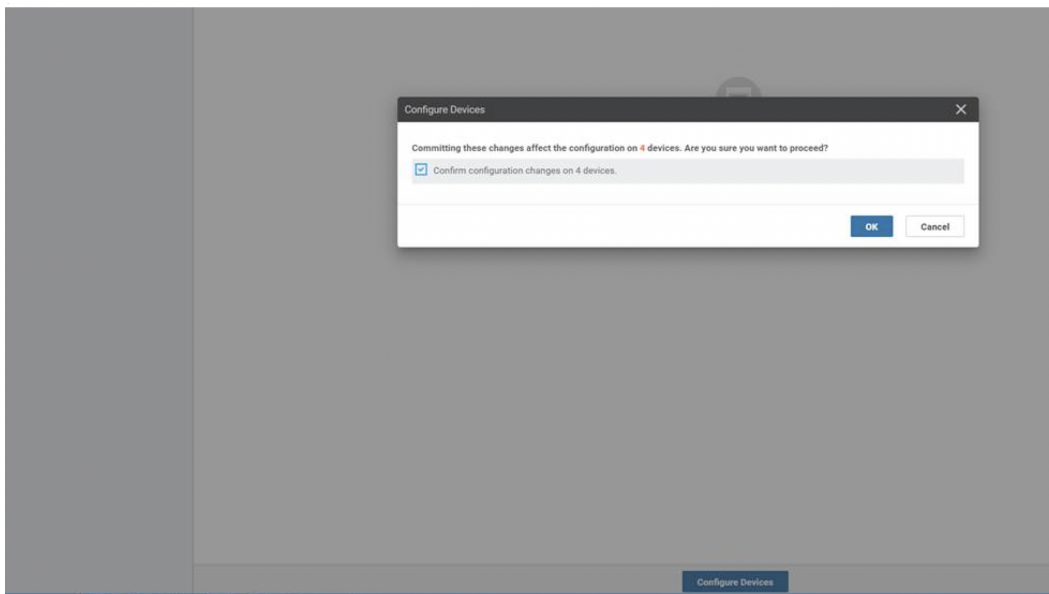 Configure Devices
Committing these changes affect the configuration on 4 devices. Are you sure you want to proceed?
Confirm configuration changes on 4 devices.
OK Cancel
Configure Devices